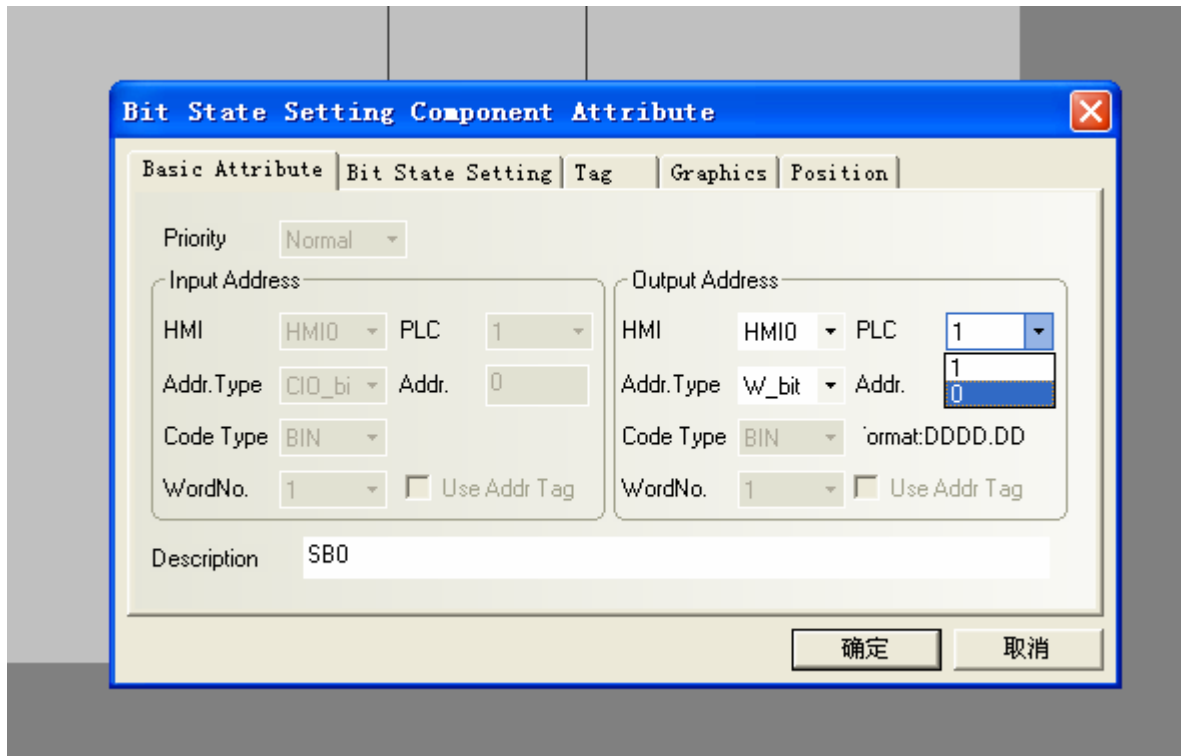 Bit State Setting Component Attribute
Basic Attribute Bit State Setting Tag Graphics Position
Priority Normal
Input Address Output Address
HMI HMI0 PLC 1 HMI HMI0 PLC 1
1
0
Addr.Type CIO_bi Addr. 0 Addr.Type W_bit Addr.
Code Type BIN Code Type BIN ormat:DDDD.DD
WordNo. 1 Use Addr Tag WordNo. 1 Use Addr Tag
Description SB0
确定 取消